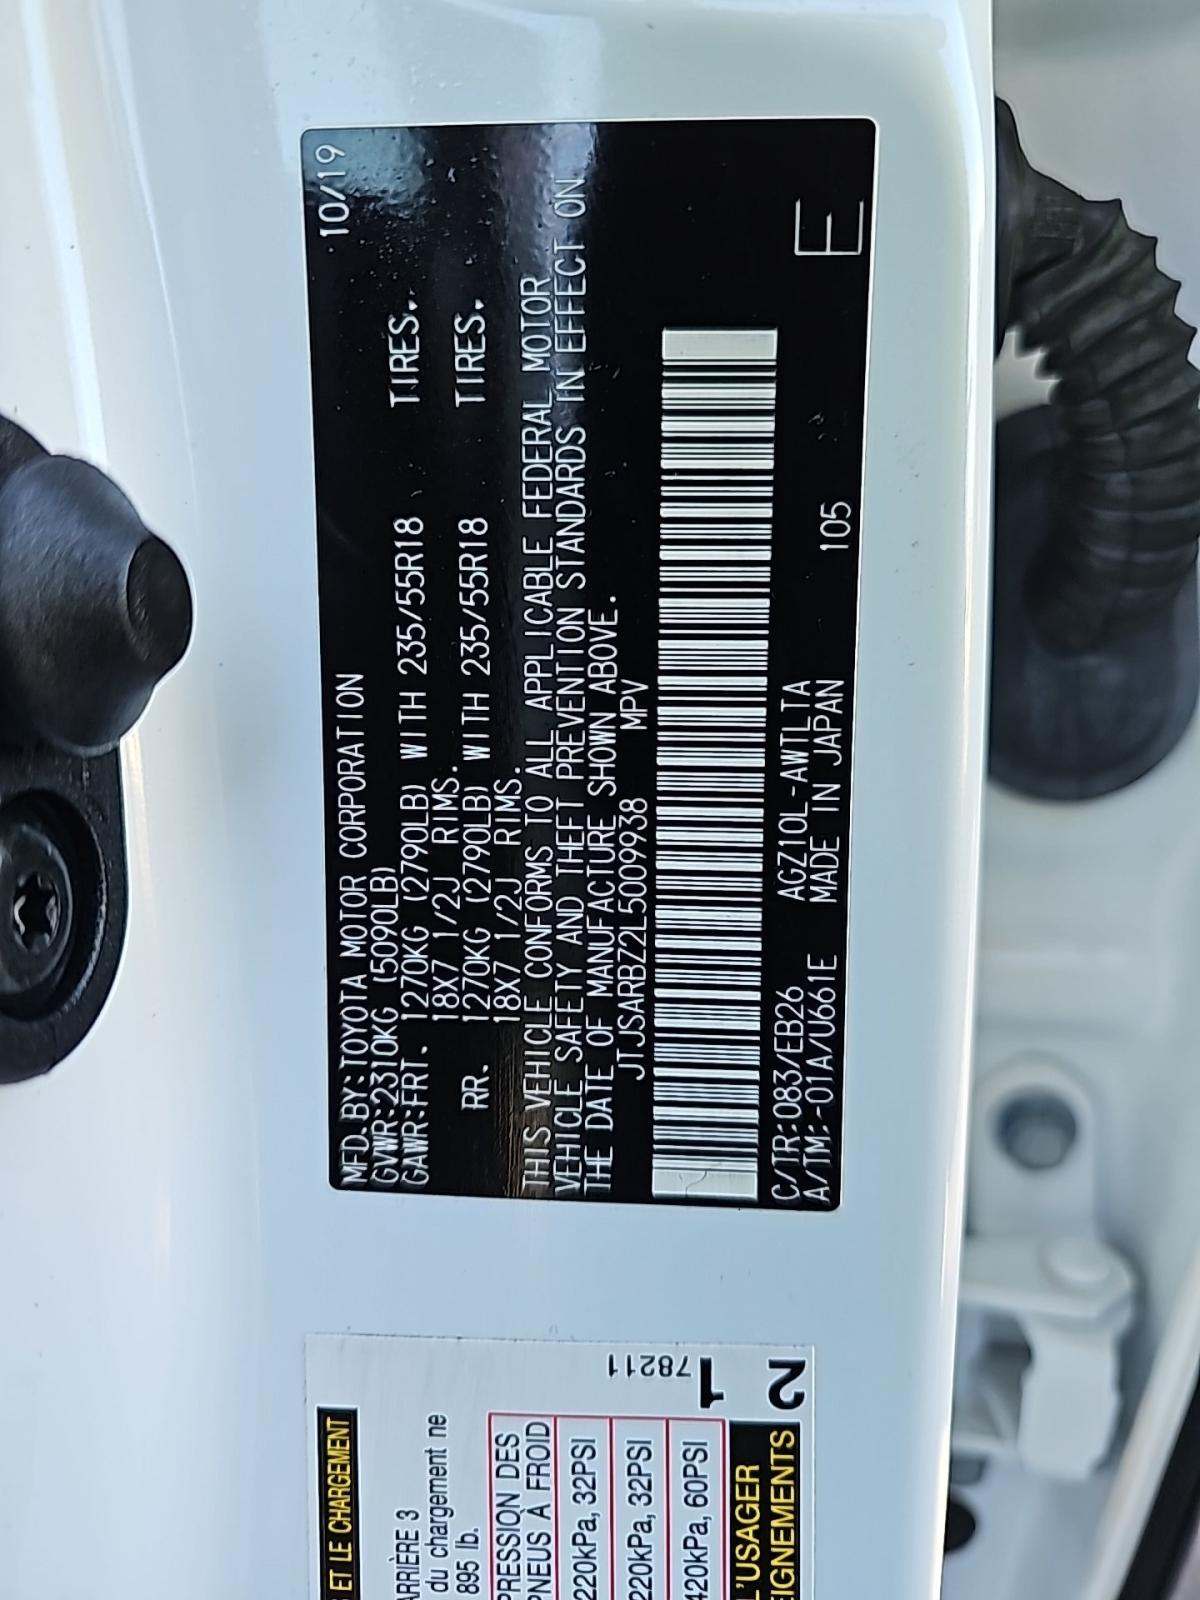 MFD.BY:TOYOTA MOTOR CORPORATION 10/19
GVWR:2310KG (5090LB)
GAWR:FRT. 1270KG (2790LB) WITH 235/55R18 TIRES,
18X7 1/2J RIMS.
RR. 1270KG (2790LB) WITH 235/55R18 TIRES,
18X7 1/2J RIMS.
THIS VEHICLE CONFORMS TO ALL APPLICABLE FEDERAL MOTOR
VEHICLE SAFETY AND THEFT PREVENTION STANDARDS IN EFFECT ON
THE DATE OF MANUFACTURE SHOWN ABOVE.
JTJSARBZ2L5009938 MPV
C/TR:083/EB26 AGZ10L-AWTLTA
A/TM:-01A/U661E MADE IN JAPAN 105 E
ET LE CHARGEMENT
ARRIÈRE 3
du chargement ne
895 lb.
PRESSION DES
PNEUS À FROID
220kPa, 32PSI
220kPa, 32PSI
420kPa, 60PSI
L'USAGER
EIGNEMENTS
78211
1
2